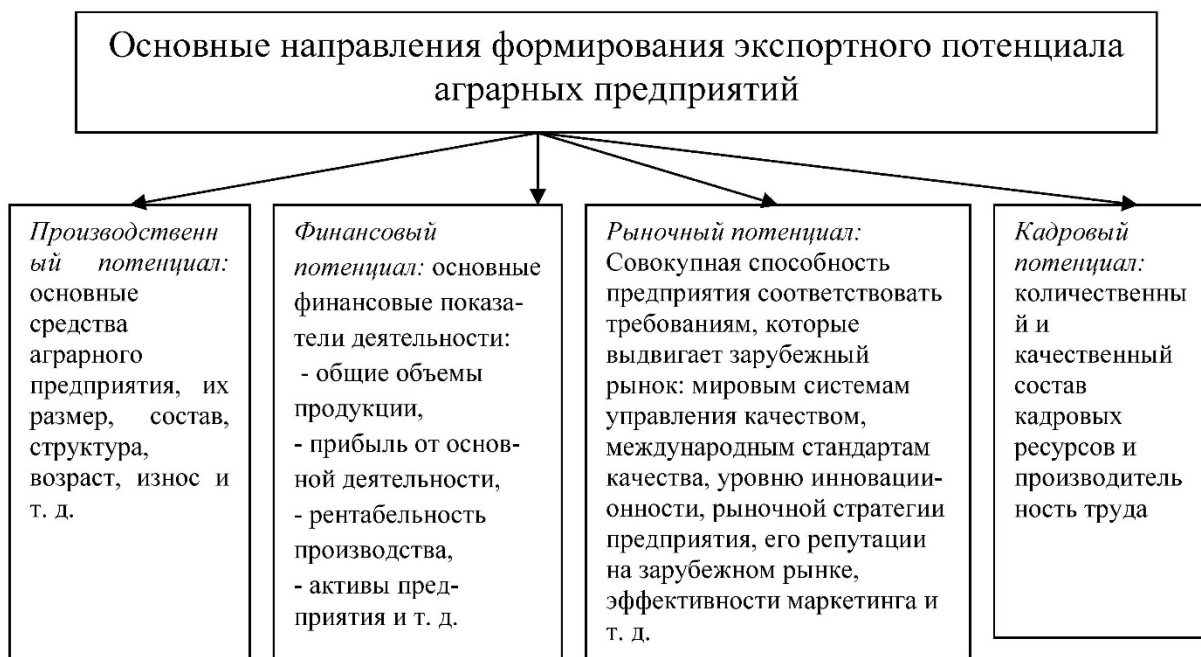 Основные направления формирования экспортного потенциала
аграрных предприятий
Производственн
ый потенциал:
основные
средства
аграрного
предприятия, их
размер, состав,
структура,
возраст, износ и
т. д.
Финансовый
потенциал: основные
финансовые показа-
тели деятельности:
- общие объемы
продукции,
- прибыль от основ-
ной деятельности,
- рентабельность
производства,
- активы пред-
приятия и т. д.
Рыночный потенциал:
Совокупная способность
предприятия соответствовать
требованиям, которые
выдвигает зарубежный
рынок: мировым системам
управления качеством,
международным стандартам
качества, уровню инноваци-
онности, рыночной стратегии
предприятия, его репутации
на зарубежном рынке,
эффективности маркетинга и
т. д.
Кадровый
потенциал:
количественны
й и
качественный
состав
кадровых
ресурсов и
производитель
ность труда